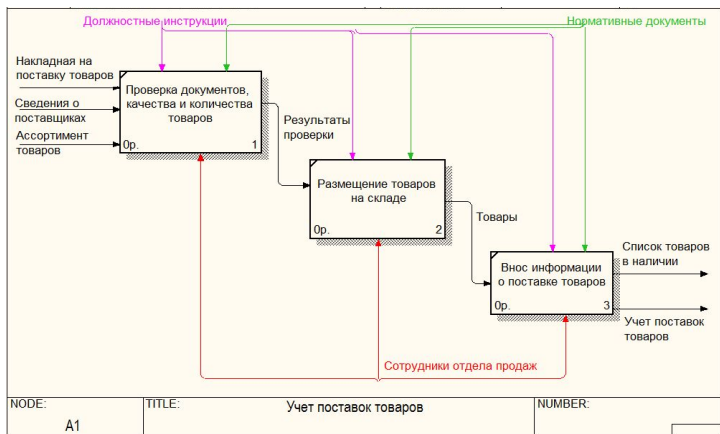 Должностные инструкции
Нормативные документы
Накладная на
поставку товаров
Сведения о
поставщиках
Ассортимент
товаров
Проверка документов,
качества и количества
товаров
0р.
1
Результаты
проверки
Размещение товаров
на складе
0р.
2
Товары
Внос информации
о поставке товаров
0р.
3
Список товаров
в наличии
Учет поставок
товаров
Сотрудники отдела продаж
NODE:
A1
TITLE:
Учет поставок товаров
NUMBER: